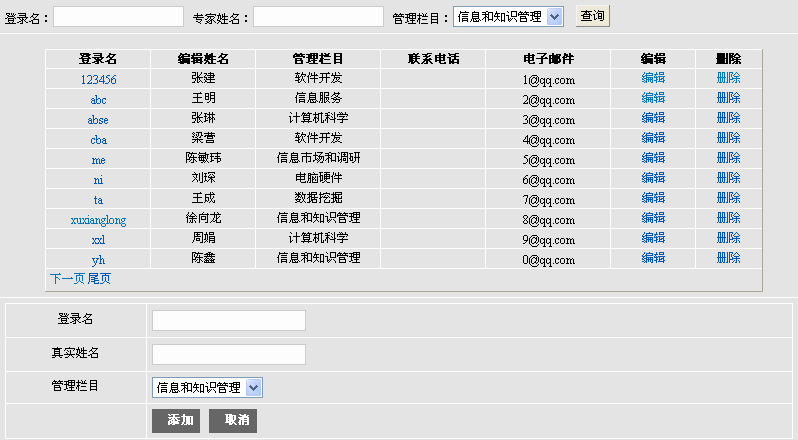 登录名： 专家姓名： 管理栏目： 信息和知识管理 查询
登录名 编辑姓名 管理栏目 联系电话 电子邮件 编辑 删除
123456 张建 软件开发 1@qq.com 编辑 删除
abc 王明 信息服务 2@qq.com 编辑 删除
abse 张琳 计算机科学 3@qq.com 编辑 删除
cba 梁营 软件开发 4@qq.com 编辑 删除
me 陈敏玮 信息市场和调研 5@qq.com 编辑 删除
ni 刘琛 电脑硬件 6@qq.com 编辑 删除
ta 王成 数据挖掘 7@qq.com 编辑 删除
xuxianglong 徐向龙 信息和知识管理 8@qq.com 编辑 删除
xxl 周娟 计算机科学 9@qq.com 编辑 删除
yh 陈鑫 信息和知识管理 0@qq.com 编辑 删除
下一页 尾页
登录名
真实姓名
管理栏目 信息和知识管理
添加 取消